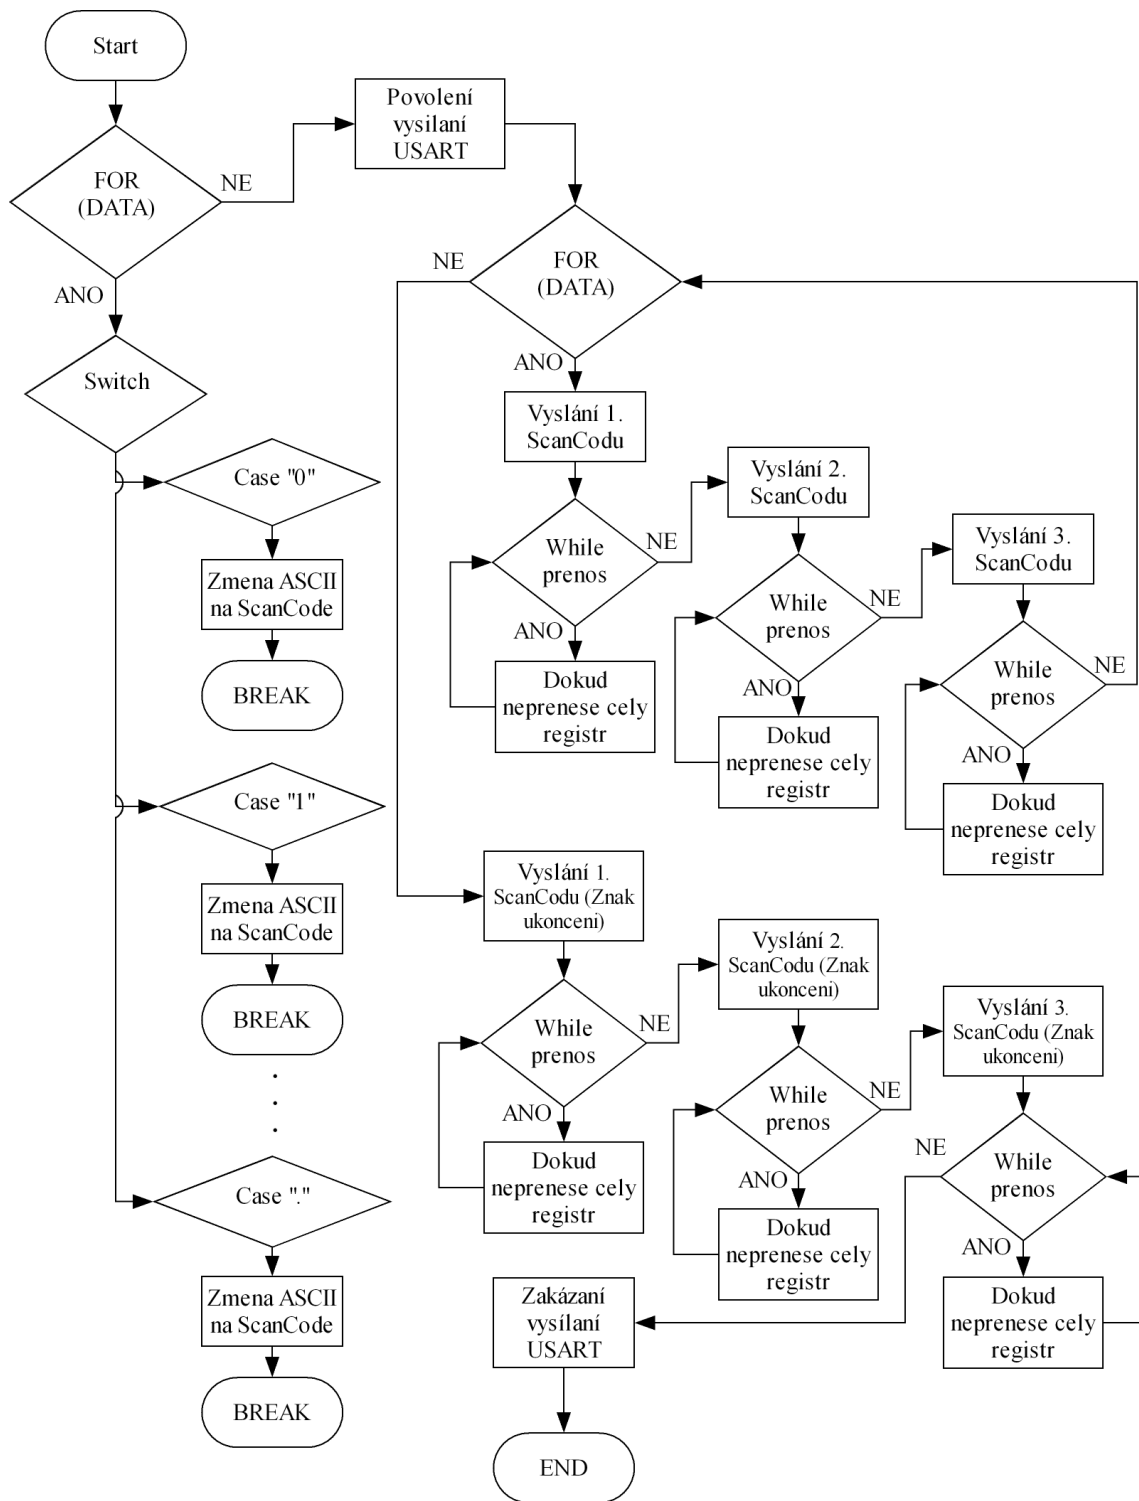 Start
FOR
(DATA)
NE
ANO
Povolení
vysilaní
USART
FOR
(DATA)
NE
ANO
Switch
Case "0"
Zmena ASCII
na ScanCode
BREAK
Case "1"
Zmena ASCII
na ScanCode
BREAK
.
.
.
Case "."
Zmena ASCII
na ScanCode
BREAK
Vyslání 1.
ScanCodu
While
prenos
NE
ANO
Dokud
neprenese cely
registr
Vyslání 2.
ScanCodu
While
prenos
NE
ANO
Dokud
neprenese cely
registr
Vyslání 3.
ScanCodu
While
prenos
NE
ANO
Dokud
neprenese cely
registr
Vyslání 1.
ScanCodu (Znak
ukonceni)
While
prenos
NE
ANO
Dokud
neprenese cely
registr
Vyslání 2.
ScanCodu (Znak
ukonceni)
While
prenos
NE
ANO
Dokud
neprenese cely
registr
Vyslání 3.
ScanCodu (Znak
ukonceni)
While
prenos
NE
ANO
Dokud
neprenese cely
registr
Zakázaní
vysílaní
USART
END